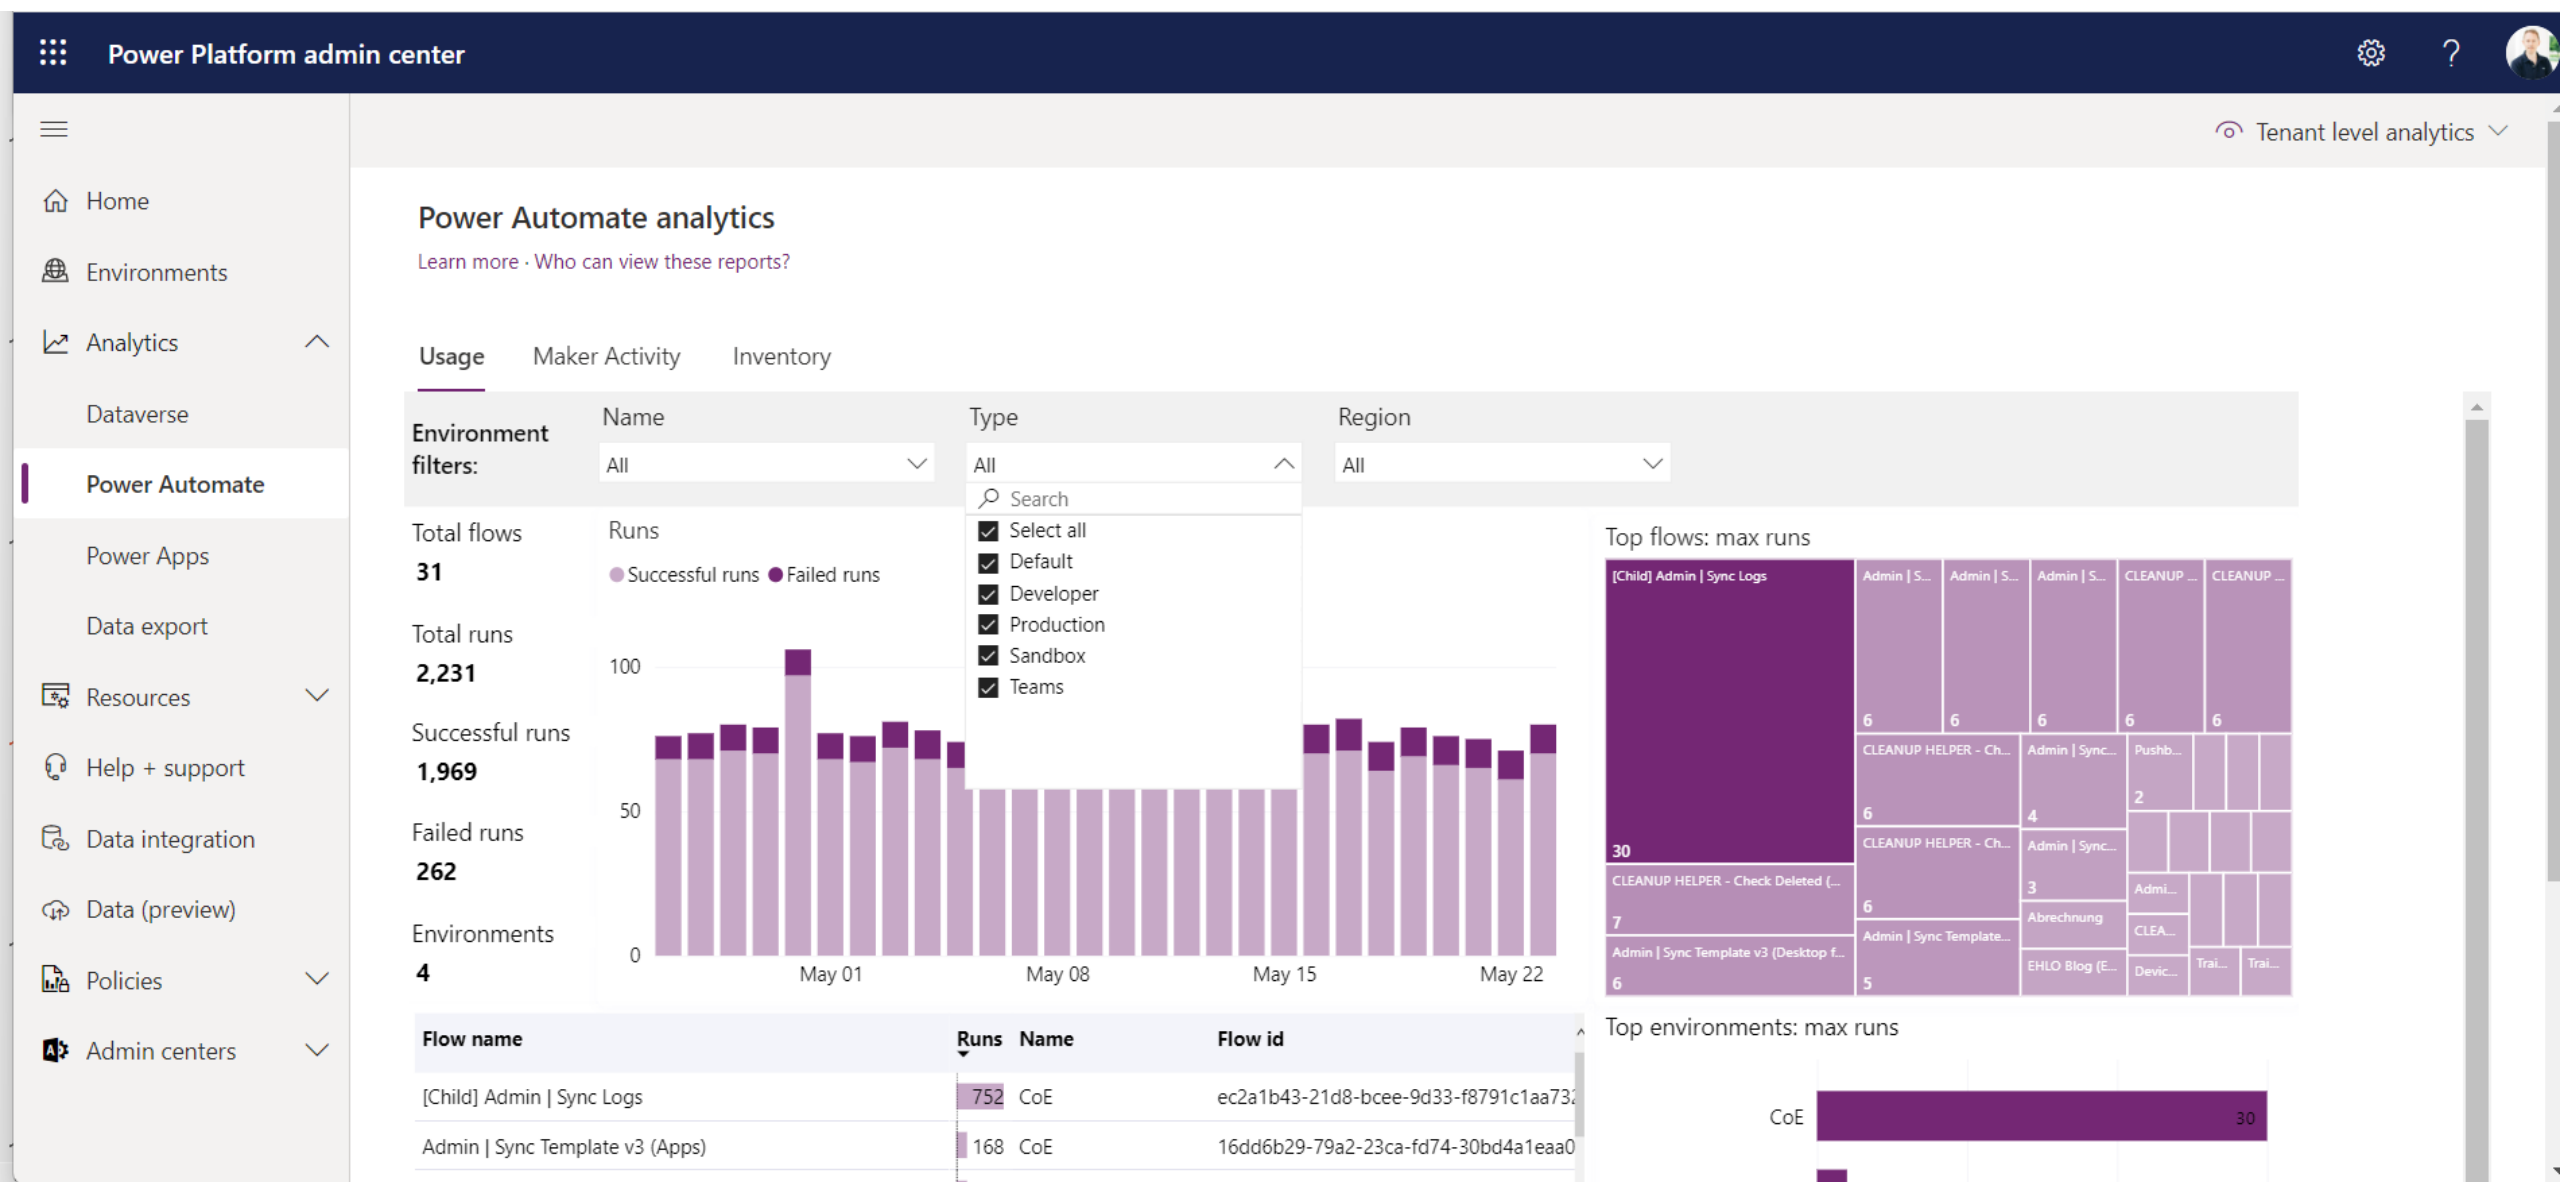 Power Platform admin center
?
Tenant level analytics
Home
Environments
Analytics
Dataverse
Power Automate
Power Apps
Data export
Resources
Help + support
Data integration
Data (preview)
Policies
Admin centers
Power Automate analytics
Learn more · Who can view these reports?
Usage Maker Activity Inventory
Environment
filters:
Name
All
Type
All
Region
All
Search
Select all
Default
Developer
Production
Sandbox
Teams
Total flows
31
Total runs
2,231
Successful runs
1,969
Failed runs
262
Environments
4
Runs
Successful runs Failed runs
100
50
0
May 01 May 08 May 15 May 22
Top flows: max runs
[Child] Admin | Sync Logs
30
CLEANUP HELPER - Check Deleted (...
7
Admin | Sync Template v3 (Desktop f...
6
Admin | S...
6
Admin | S...
6
Admin | S...
6
CLEANUP ...
6
CLEANUP ...
6
CLEANUP HELPER - Ch...
6
CLEANUP HELPER - Ch...
6
Admin | Sync Template...
5
Admin | Sync...
4
Admin | Sync...
3
Abrechnung
EHLO Blog (E...
Pushb...
2
Admi...
CLEA...
Devic...
Trai...
Trai...
Flow name Runs Name Flow id
[Child] Admin | Sync Logs 752 CoE ec2a1b43-21d8-bcee-9d33-f8791c1aa732
Admin | Sync Template v3 (Apps) 168 CoE 16dd6b29-79a2-23ca-fd74-30bd4a1eaa0
Top environments: max runs
CoE
30